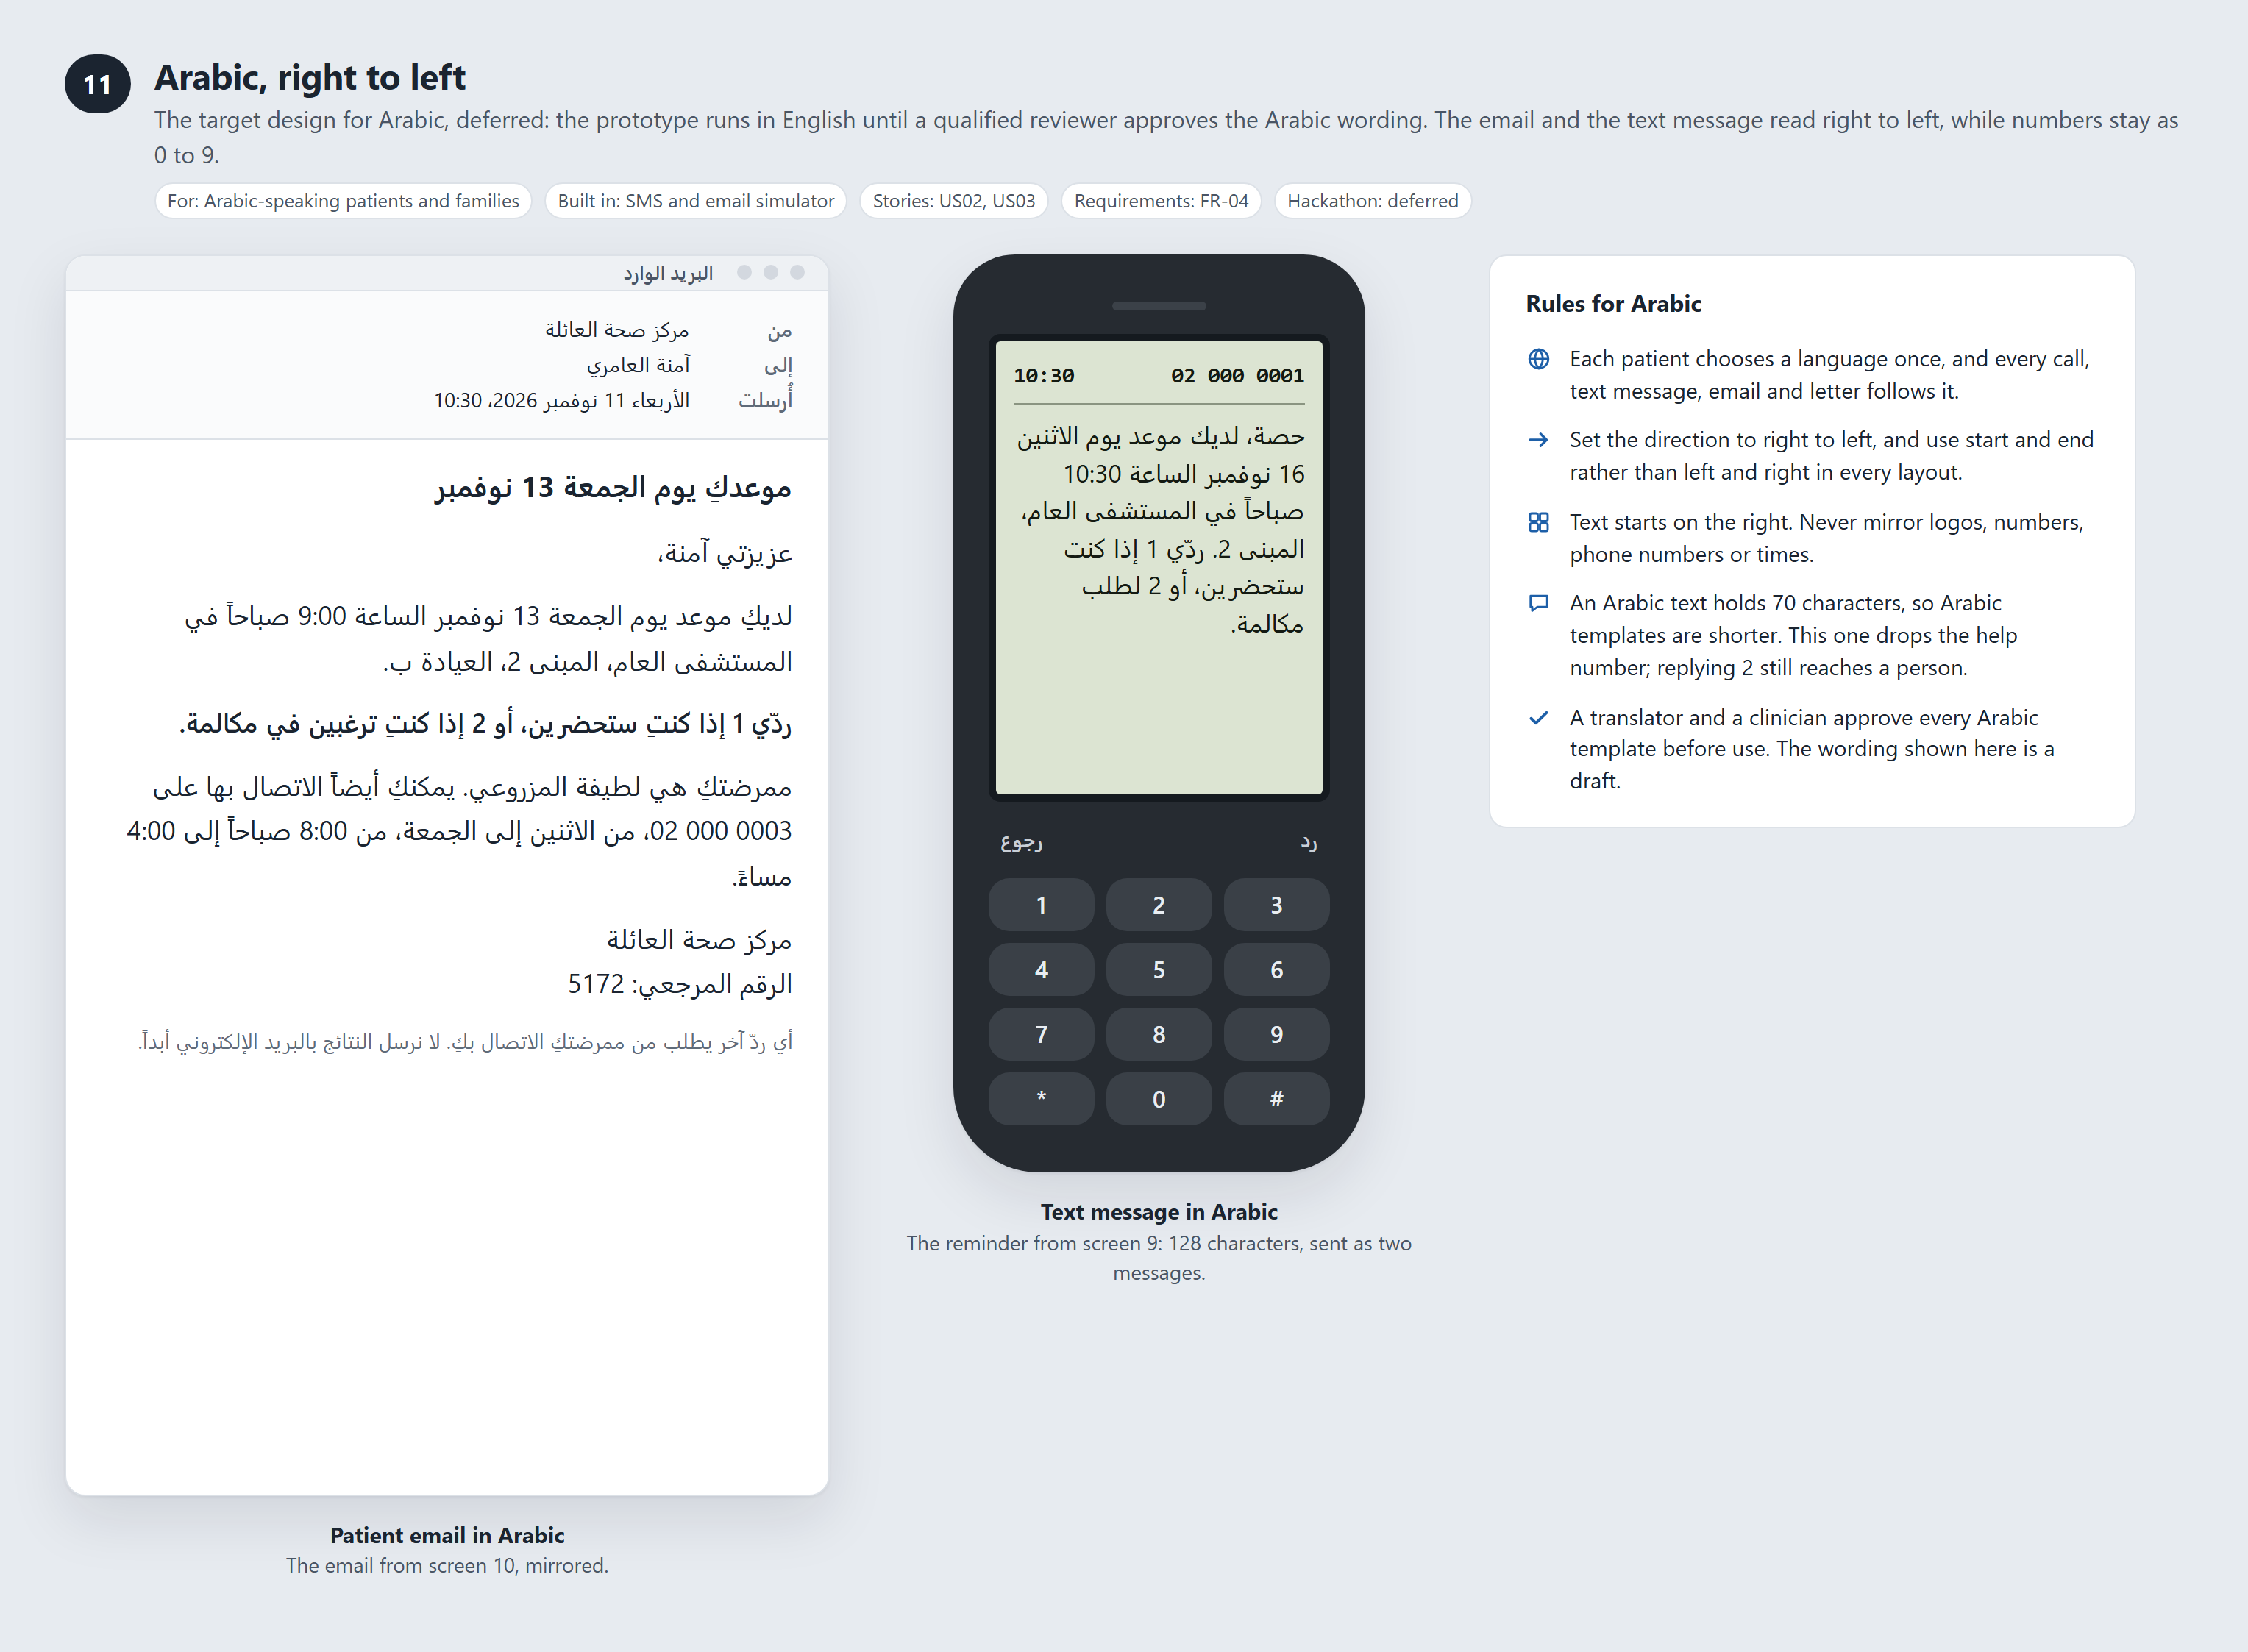 11
Arabic, right to left
The target design for Arabic, deferred: the prototype runs in English until a qualified reviewer approves the Arabic wording. The email and the text message read right to left, while numbers stay as
0 to 9.
For: Arabic-speaking patients and families
Built in: SMS and email simulator
Stories: US02, US03
Requirements: FR-04
Hackathon: deferred
البريد الوارد
من مركز صحة العائلة
إلى آمنة العامري
أُرسلت الأربعاء 11 نوفمبر 2026، 10:30
موعدكِ يوم الجمعة 13 نوفمبر
عزيزتي آمنة،
لديكِ موعد يوم الجمعة 13 نوفمبر الساعة 9:00 صباحاً في
المستشفى العام، المبنى 2، العيادة ب.
ردّي 1 إذا كنتِ ستحضرين، أو 2 إذا كنتِ ترغبين في مكالمة.
ممرضتكِ هي لطيفة المزروعي. يمكنكِ أيضاً الاتصال بها على
02 000 0003، من الاثنين إلى الجمعة، من 8:00 صباحاً إلى 4:00
مساءً.
مركز صحة العائلة
الرقم المرجعي: 5172
أي ردّ آخر يطلب من ممرضتكِ الاتصال بكِ. لا نرسل النتائج بالبريد الإلكتروني أبداً.
Patient email in Arabic
The email from screen 10, mirrored.
10:30 02 000 0001
حصة، لديك موعد يوم الاثنين
16 نوفمبر الساعة 10:30
صباحاً في المستشفى العام،
المبنى 2. ردّي 1 إذا كنتِ
ستحضرين، أو 2 لطلب
مكالمة.
رد
رجوع
1 2 3
4 5 6
7 8 9
* 0 #
Text message in Arabic
The reminder from screen 9: 128 characters, sent as two
messages.
Rules for Arabic
Each patient chooses a language once, and every call,
text message, email and letter follows it.
Set the direction to right to left, and use start and end
rather than left and right in every layout.
Text starts on the right. Never mirror logos, numbers,
phone numbers or times.
An Arabic text holds 70 characters, so Arabic
templates are shorter. This one drops the help
number; replying 2 still reaches a person.
A translator and a clinician approve every Arabic
template before use. The wording shown here is a
draft.